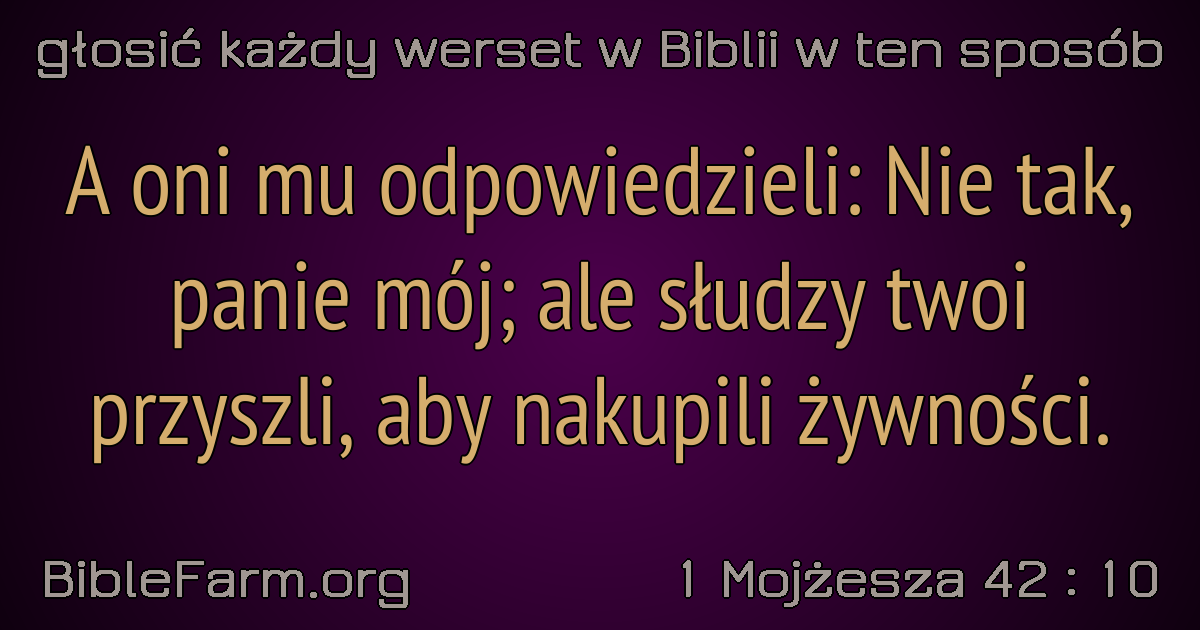 głosić każdy werset w Biblii w ten sposób
A oni mu odpowiedzieli: Nie tak,
panie mój; ale słudzy twoi
przyszli, aby nakupili żywności.
BibleFarm.org
1 Mojżesza 42 : 10